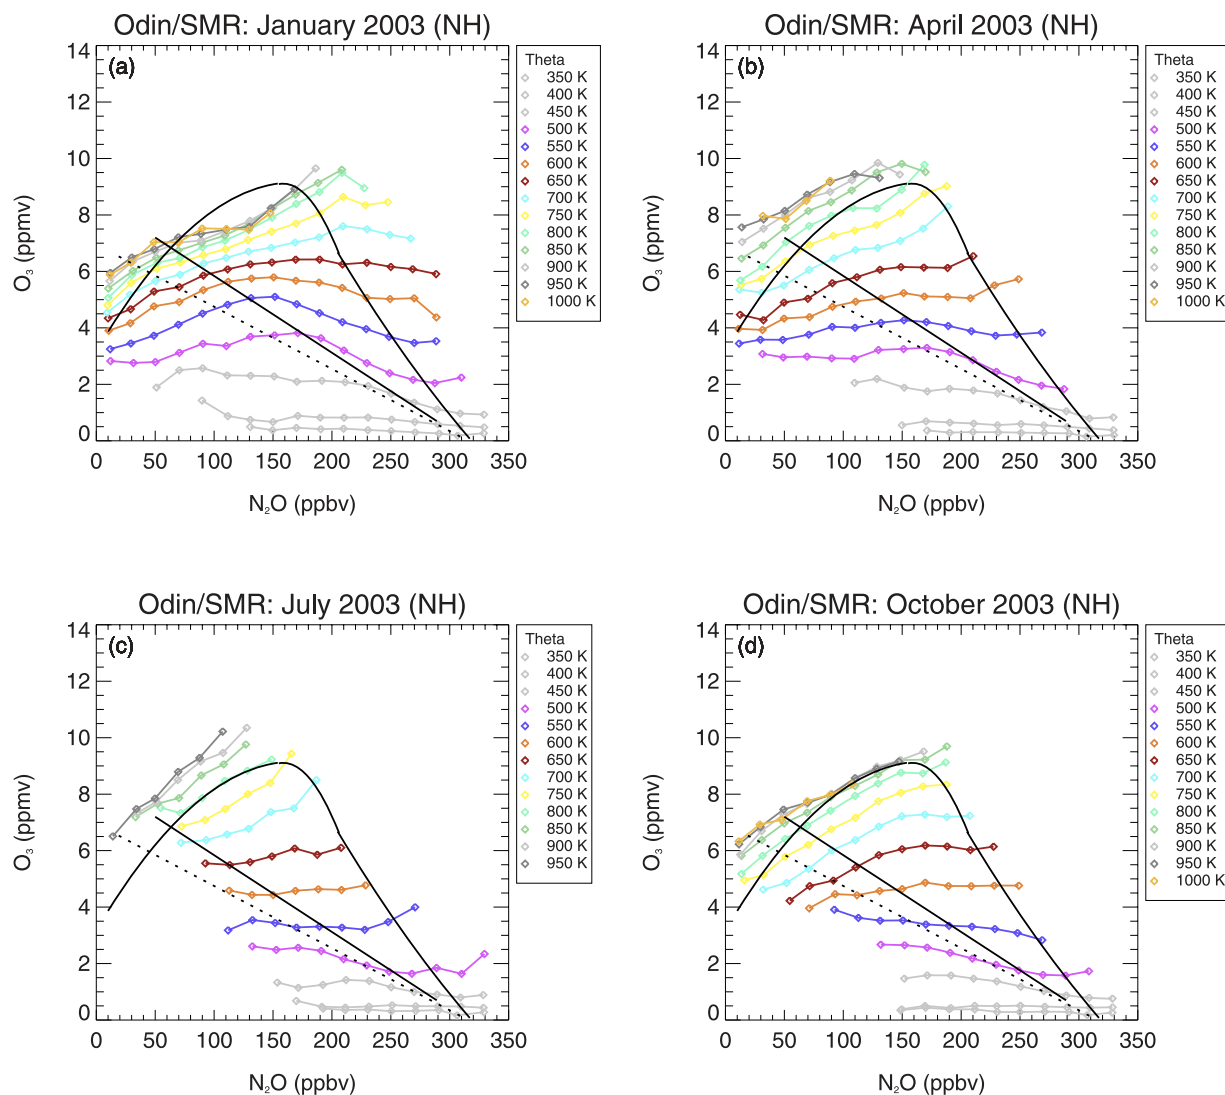 Odin/SMR: January 2003 (NH)
(a)
O₃ (ppmv)
14
12
10
8
6
4
2
0
0 50 100 150 200 250 300 350
N₂O (ppbv)
Theta
350 K
400 K
450 K
500 K
550 K
600 K
650 K
700 K
750 K
800 K
850 K
900 K
950 K
1000 K
Odin/SMR: April 2003 (NH)
(b)
O₃ (ppmv)
14
12
10
8
6
4
2
0
0 50 100 150 200 250 300 350
N₂O (ppbv)
Theta
350 K
400 K
450 K
500 K
550 K
600 K
650 K
700 K
750 K
800 K
850 K
900 K
950 K
1000 K
Odin/SMR: July 2003 (NH)
(c)
O₃ (ppmv)
14
12
10
8
6
4
2
0
0 50 100 150 200 250 300 350
N₂O (ppbv)
Theta
350 K
400 K
450 K
500 K
550 K
600 K
650 K
700 K
750 K
800 K
850 K
900 K
950 K
Odin/SMR: October 2003 (NH)
(d)
O₃ (ppmv)
14
12
10
8
6
4
2
0
0 50 100 150 200 250 300 350
N₂O (ppbv)
Theta
350 K
400 K
450 K
500 K
550 K
600 K
650 K
700 K
750 K
800 K
850 K
900 K
950 K
1000 K